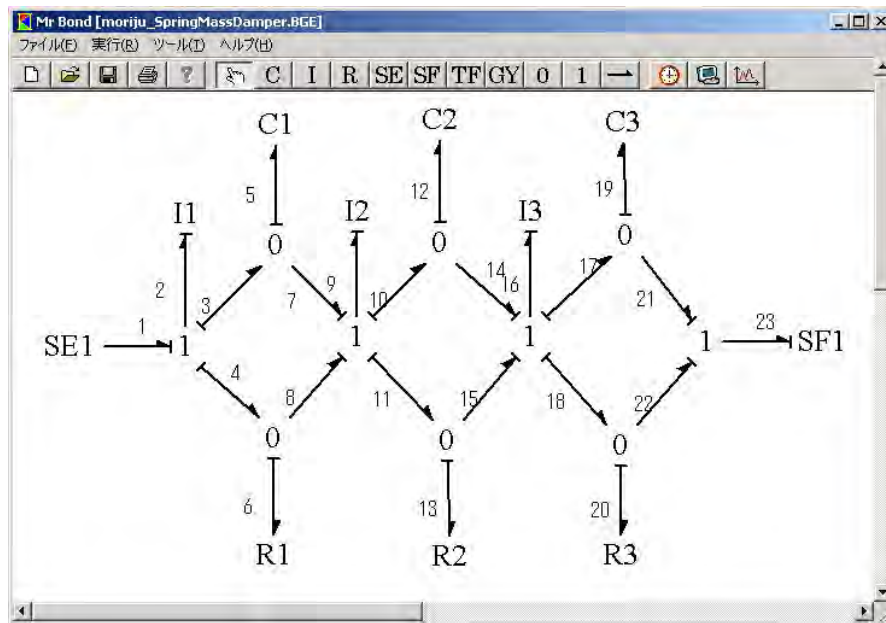 Mr Bond [moriju_SpringMassDamper.BGE]
ファイル(F) 実行(R) ツール(T) ヘルプ(H)
C I R SE SF TF GY 0 1
C1 C2 C3
5 12 19
I1 I2 I3
0 0 0
2 3 7 9 10 14 16 17 21
1 23
SE1 1 1 1 1 SF1
4 8 11 15 18 22
0 0 0
6 13 20
R1 R2 R3